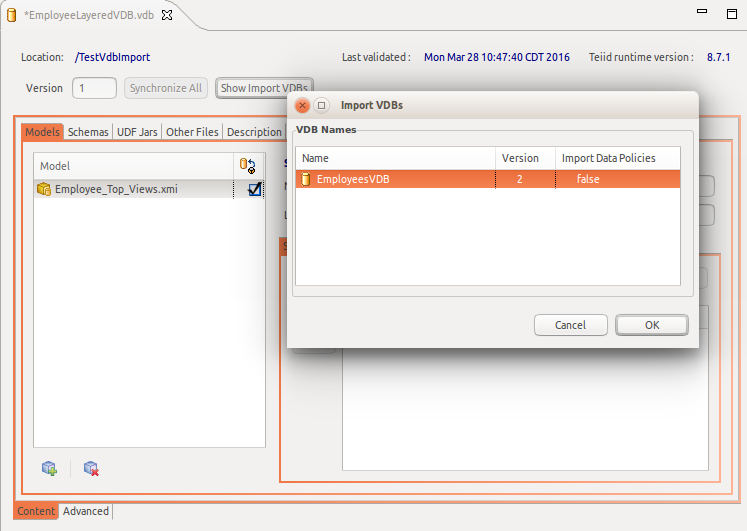 *EmployeeLayeredVDB.vdb
Location: /TestVdbImport Last validated : Mon Mar 28 10:47:40 CDT 2016 Teiid runtime version : 8.7.1
Version 1 Synchronize All Show Import VDBs
Import VDBs
VDB Names
Name Version Import Data Policies
EmployeesVDB 2 false
Cancel OK
Models Schemas UDF Jars Other Files Description
Model
Employee_Top_Views.xmi
Content Advanced